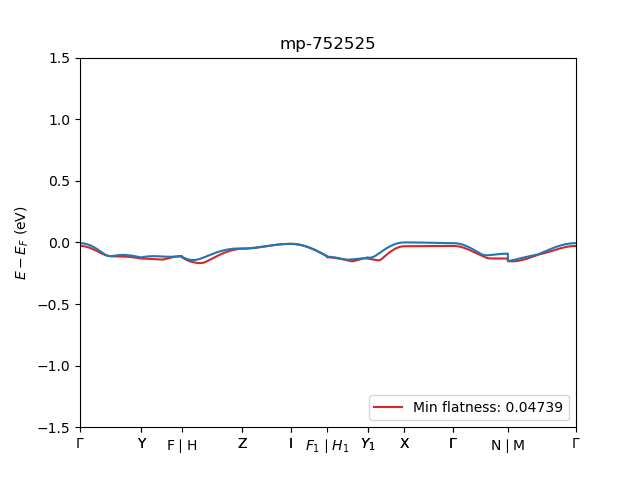 mp-752525
1.5
1.0
0.5
0.0
−0.5
−1.0
−1.5
E − E_F (eV)
Min flatness: 0.04739
Γ Y F | H Z I F_1 | H_1 Y_1 X Γ N | M Γ